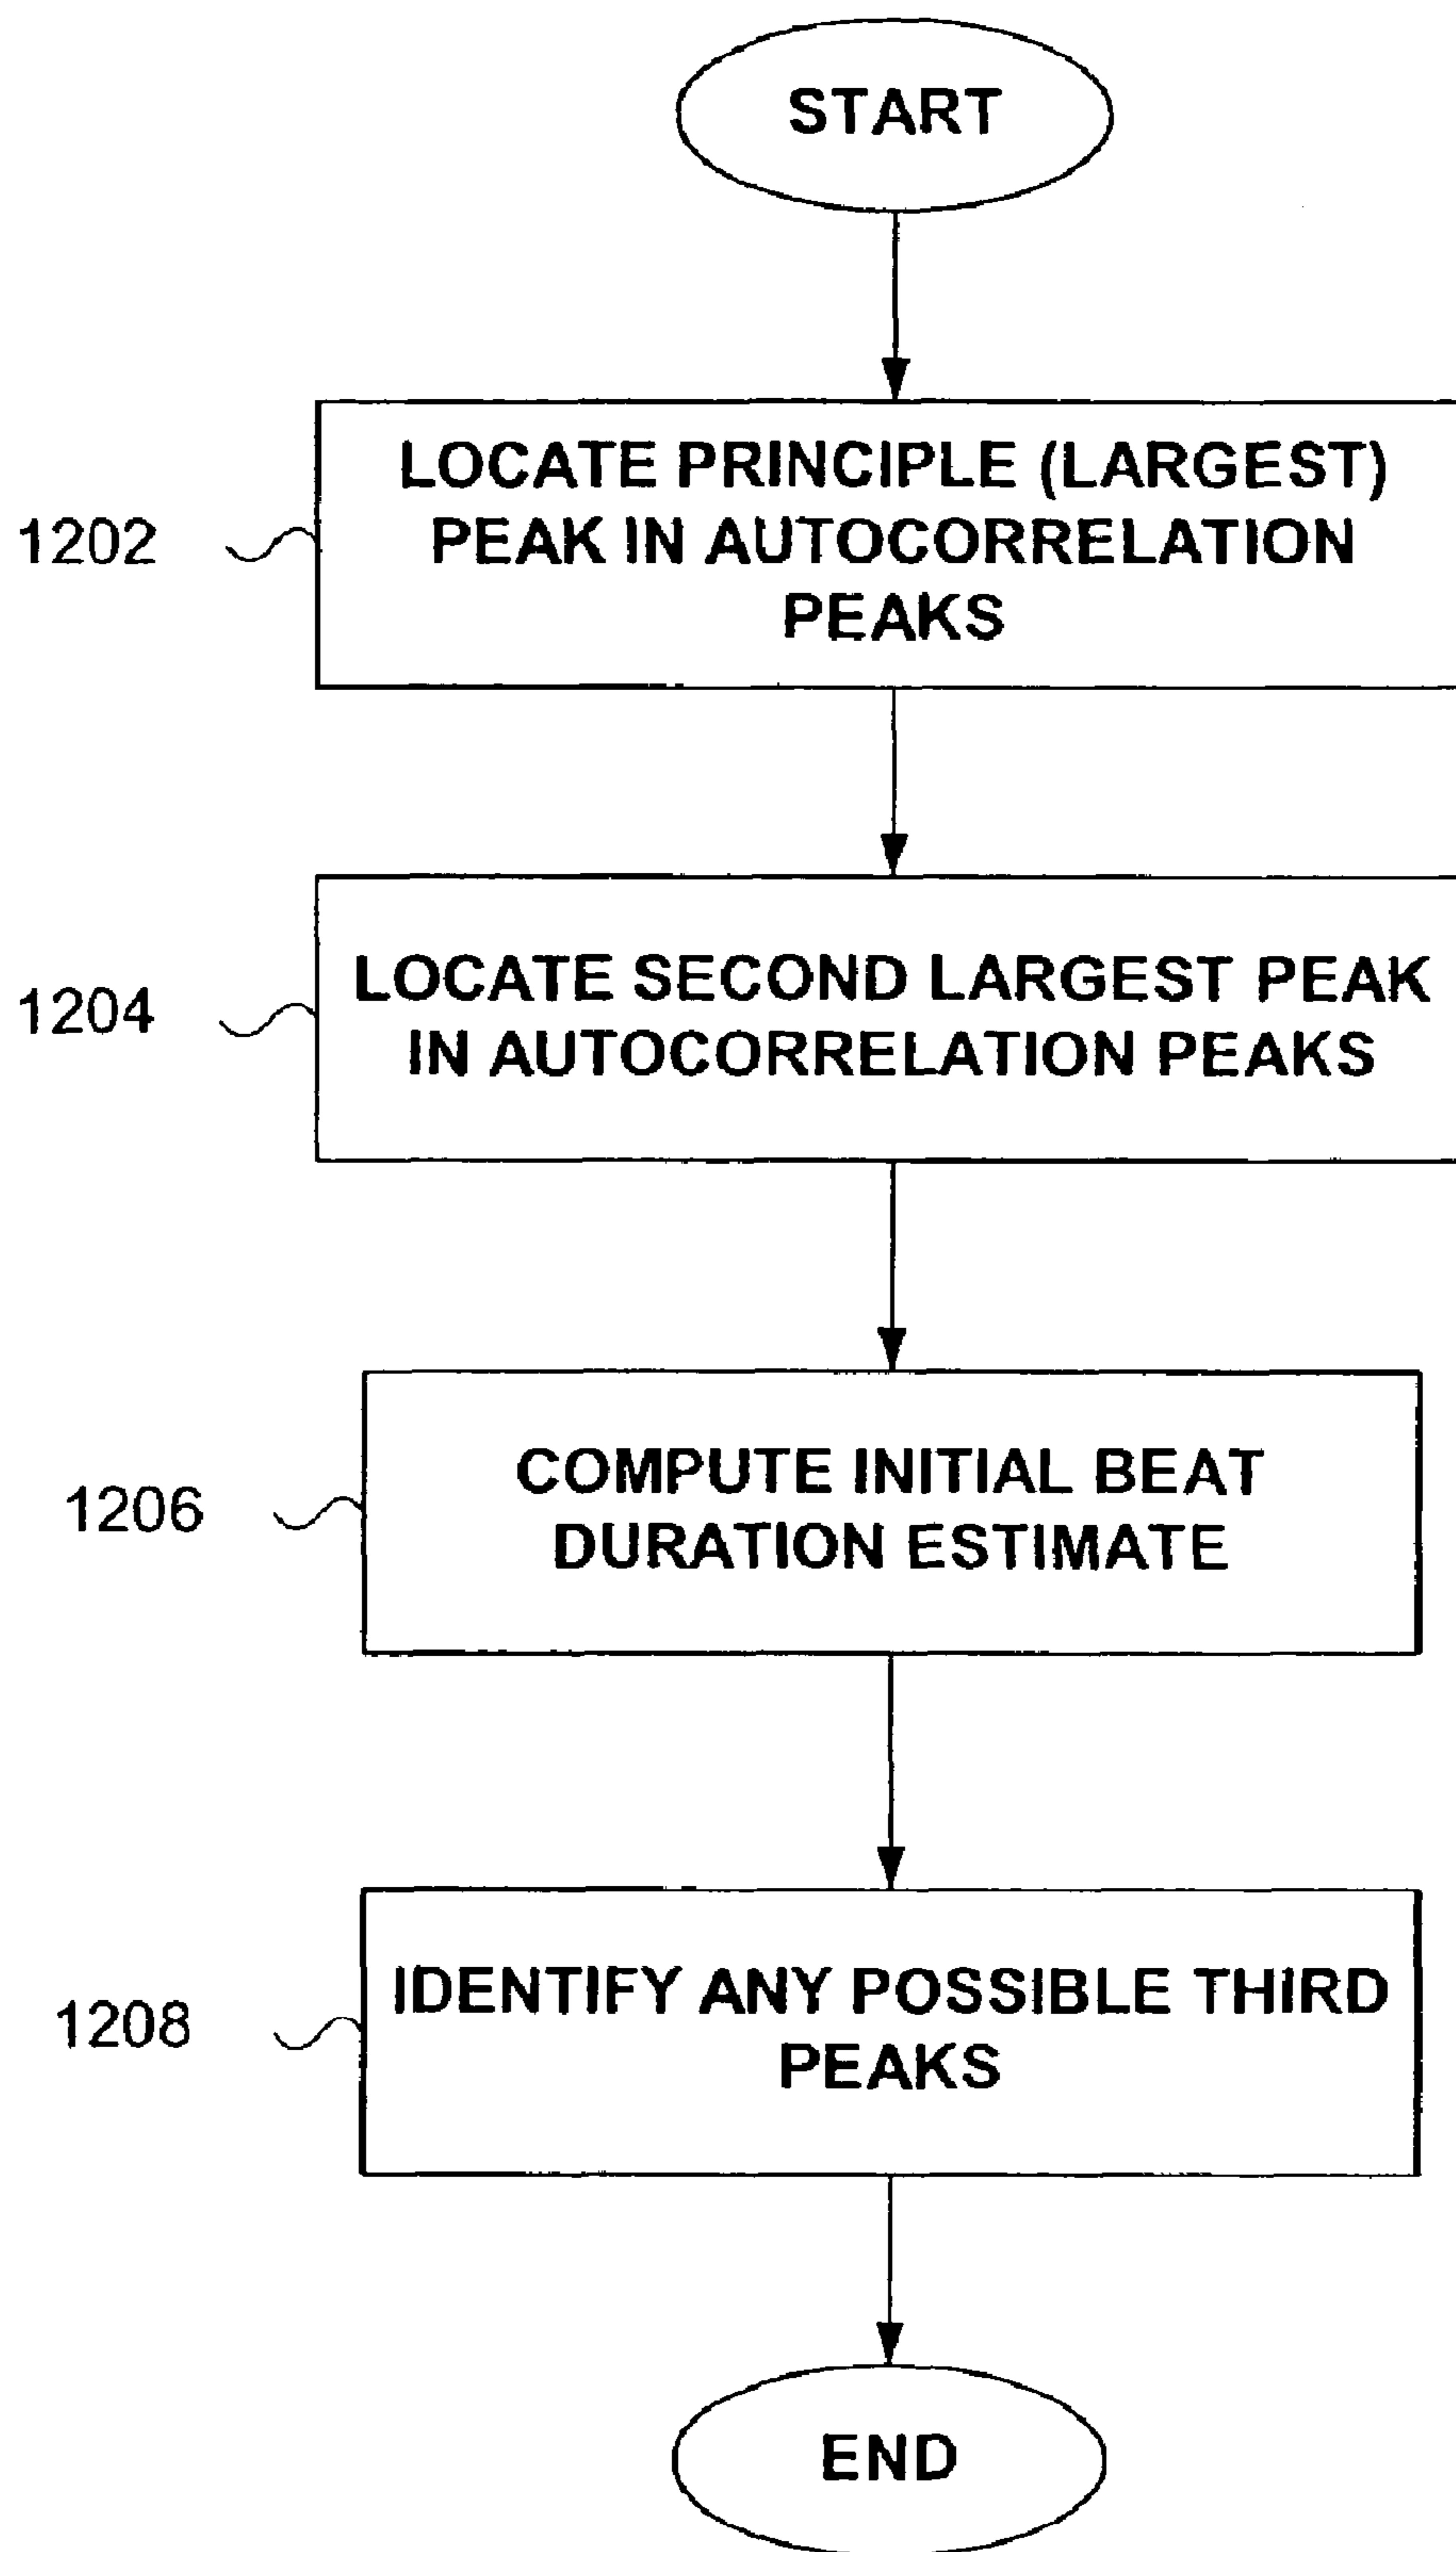 START
LOCATE PRINCIPLE (LARGEST)
PEAK IN AUTOCORRELATION
PEAKS
1202
LOCATE SECOND LARGEST PEAK
IN AUTOCORRELATION PEAKS
1204
COMPUTE INITIAL BEAT
DURATION ESTIMATE
1206
IDENTIFY ANY POSSIBLE THIRD
PEAKS
1208
END